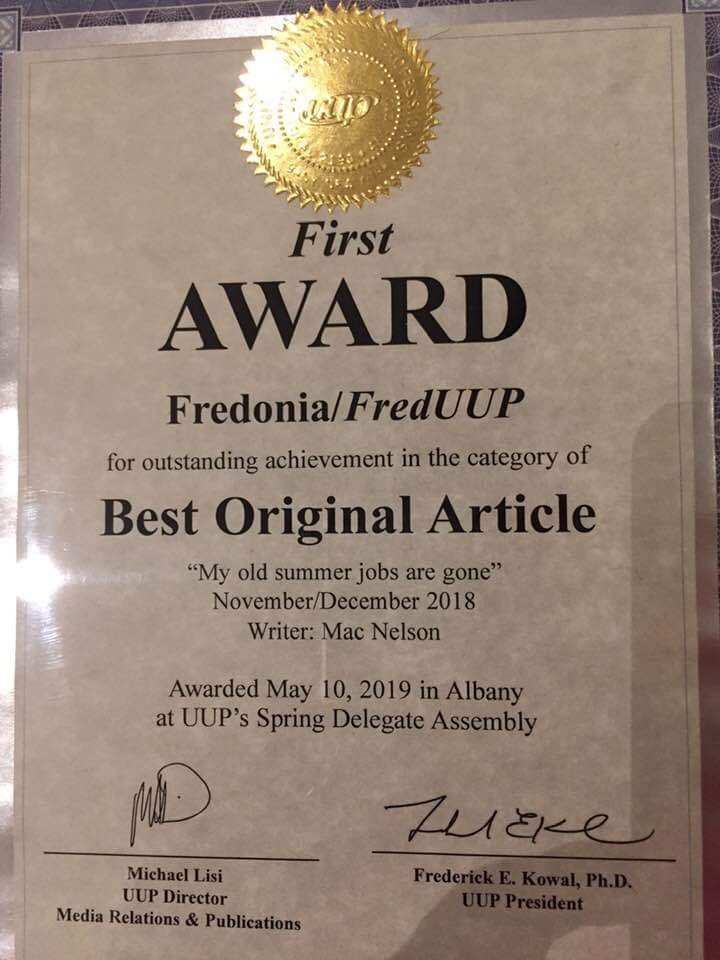 UUP
First
AWARD
Fredonia/FredUUP
for outstanding achievement in the category of
Best Original Article
“My old summer jobs are gone”
November/December 2018
Writer: Mac Nelson
Awarded May 10, 2019 in Albany
at UUP’s Spring Delegate Assembly
Michael Lisi
UUP Director
Media Relations & Publications
Frederick E. Kowal, Ph.D.
UUP President